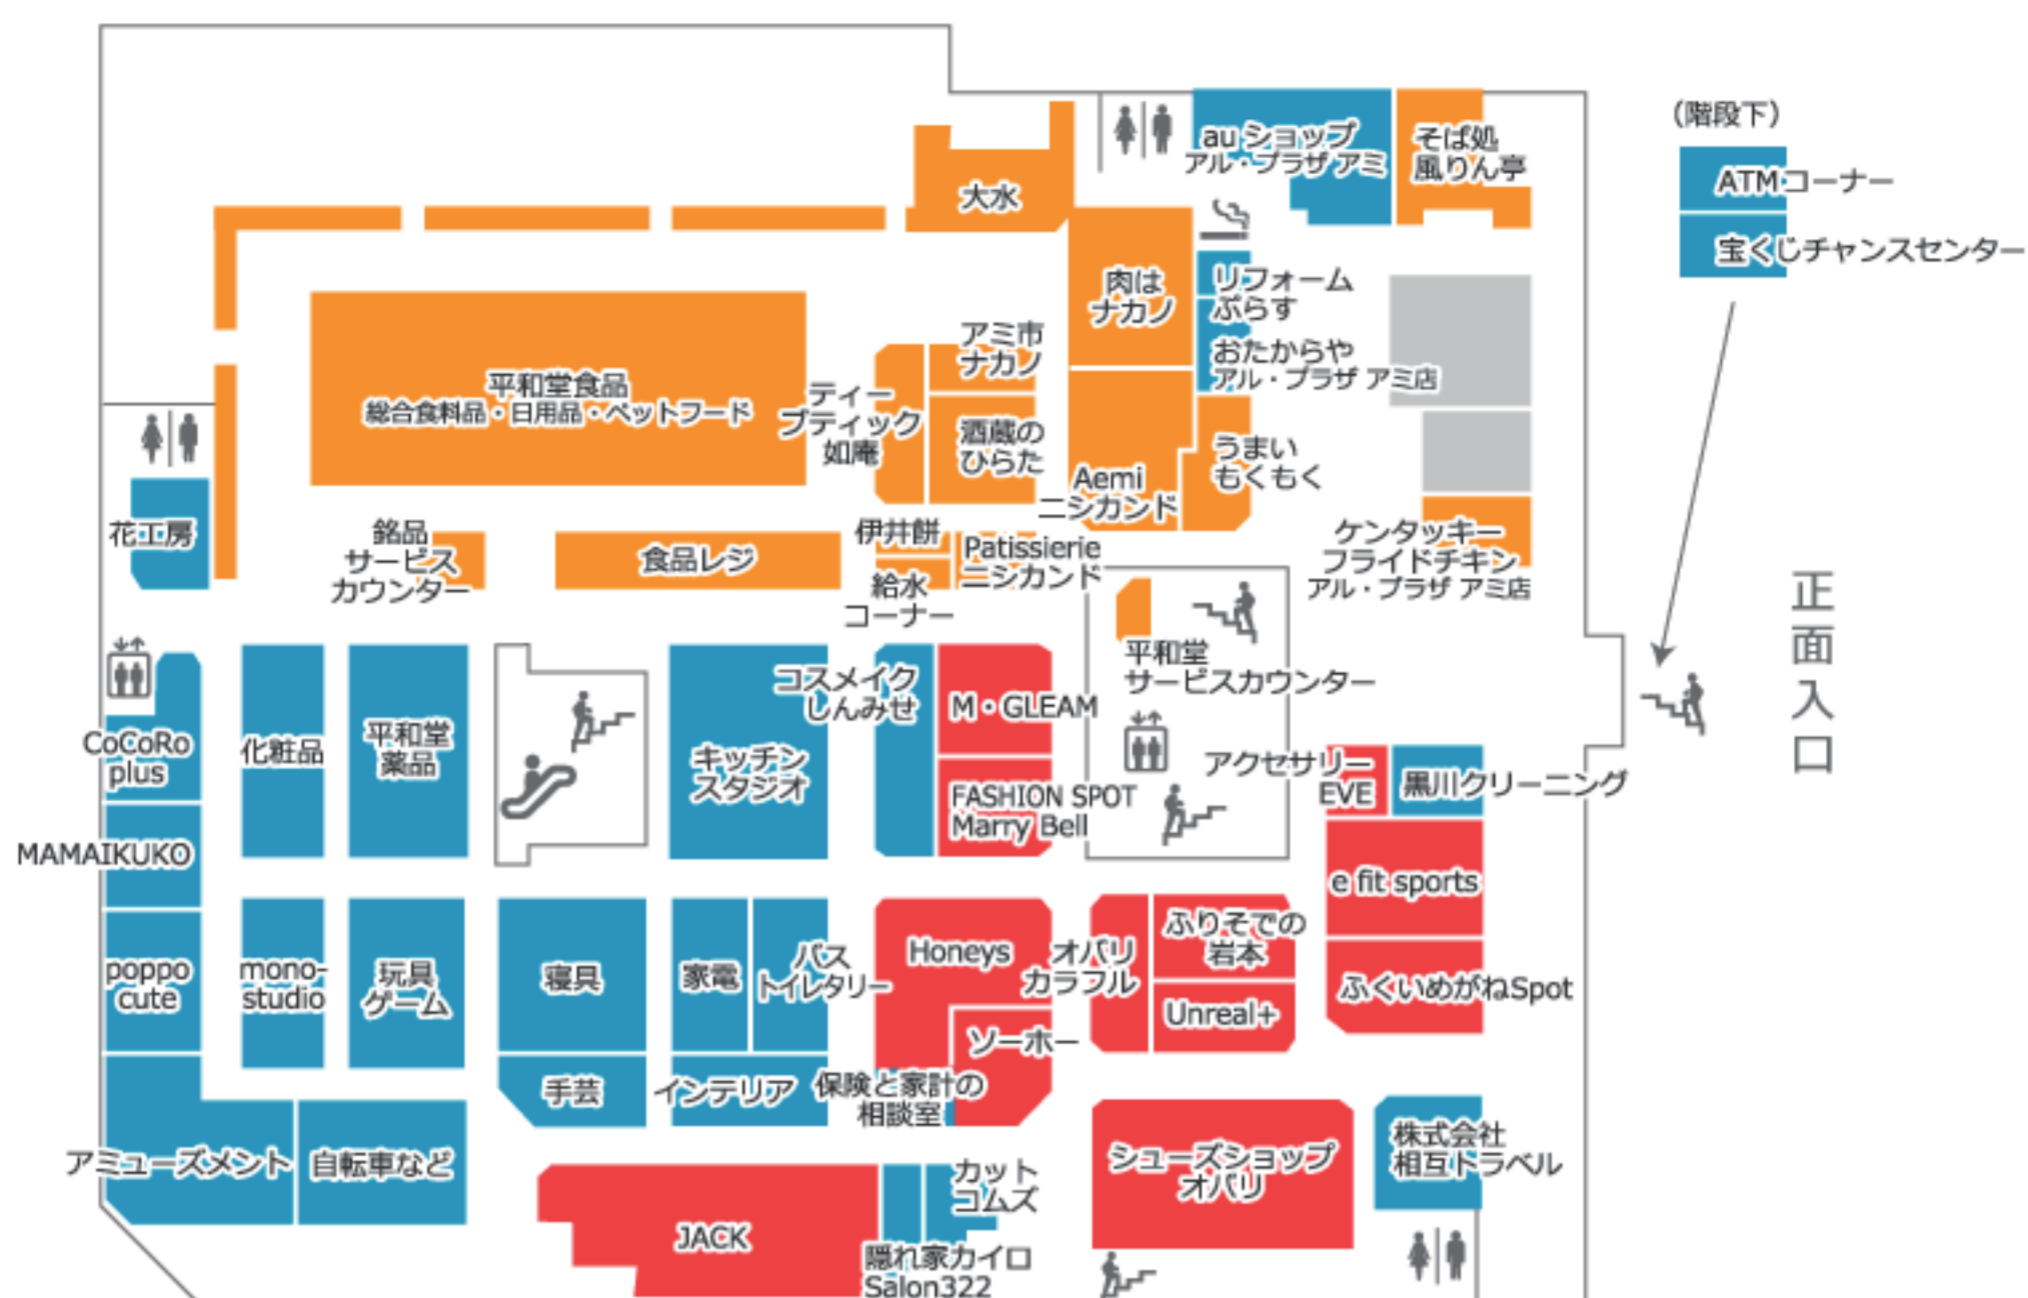 (階段下)
ATMコーナー
宝くじチャンスセンター
au ショップ
アル・プラザ アミ
そば処
風りん亭
大水
肉は
ナカノ
リフォーム
ぷらす
おたからや
アル・プラザ アミ店
アミ市
ナカノ
平和堂食品
総合食料品・日用品・ペットフード
ティー
ブティック
如庵
酒蔵の
ひらた
Aemi
ニシカンド
うまい
もくもく
花工房
銘品
サービス
カウンター
食品レジ
伊井餅
給水
コーナー
Patissierie
ニシカンド
ケンタッキー
フライドチキン
アル・プラザ アミ店
正面入口
平和堂
サービスカウンター
CoCoRo
plus
化粧品
平和堂
薬品
キッチン
スタジオ
コスメイク
しんみせ
M・GLEAM
FASHION SPOT
Marry Bell
アクセサリー
EVE
黒川クリーニング
MAMAIKUKO
e fit sports
poppo
cute
mono-
studio
玩具
ゲーム
寝具
家電
バス
トイレタリー
Honeys
オバリ
カラフル
ふりそでの
岩本
Unreal+
ふくいめがねSpot
ソーホー
手芸
インテリア
保険と家計の
相談室
アミューズメント
自転車など
JACK
カット
コムズ
隠れ家カイロ
Salon322
シューズショップ
オバリ
株式会社
相互トラベル